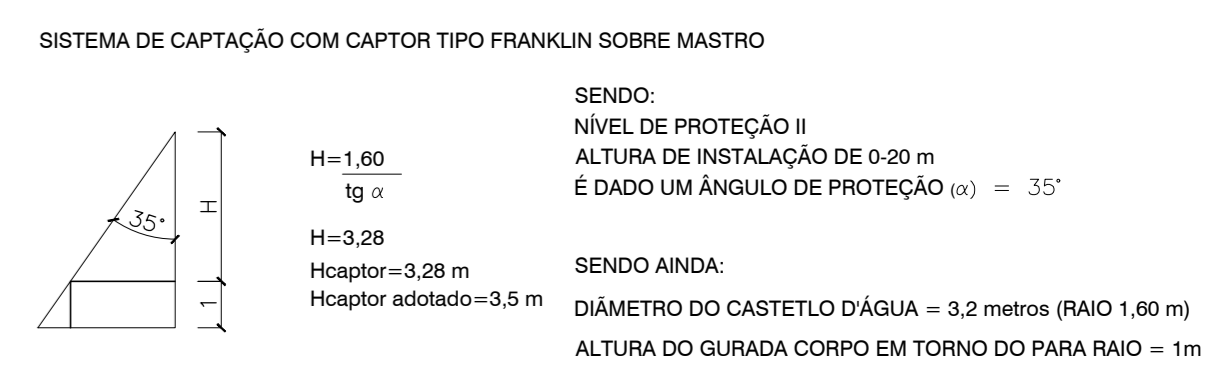 SISTEMA DE CAPTAÇÃO COM CAPTOR TIPO FRANKLIN SOBRE MASTRO
35°
H
1
H=1,60
tg α
H=3,28
Hcaptor=3,28 m
Hcaptor adotado=3,5 m
SENDO:
NÍVEL DE PROTEÇÃO II
ALTURA DE INSTALAÇÃO DE 0-20 m
É DADO UM ÂNGULO DE PROTEÇÃO (α) = 35°
SENDO AINDA:
DIÃMETRO DO CASTETLO D'ÁGUA = 3,2 metros (RAIO 1,60 m)
ALTURA DO GURADA CORPO EM TORNO DO PARA RAIO = 1m